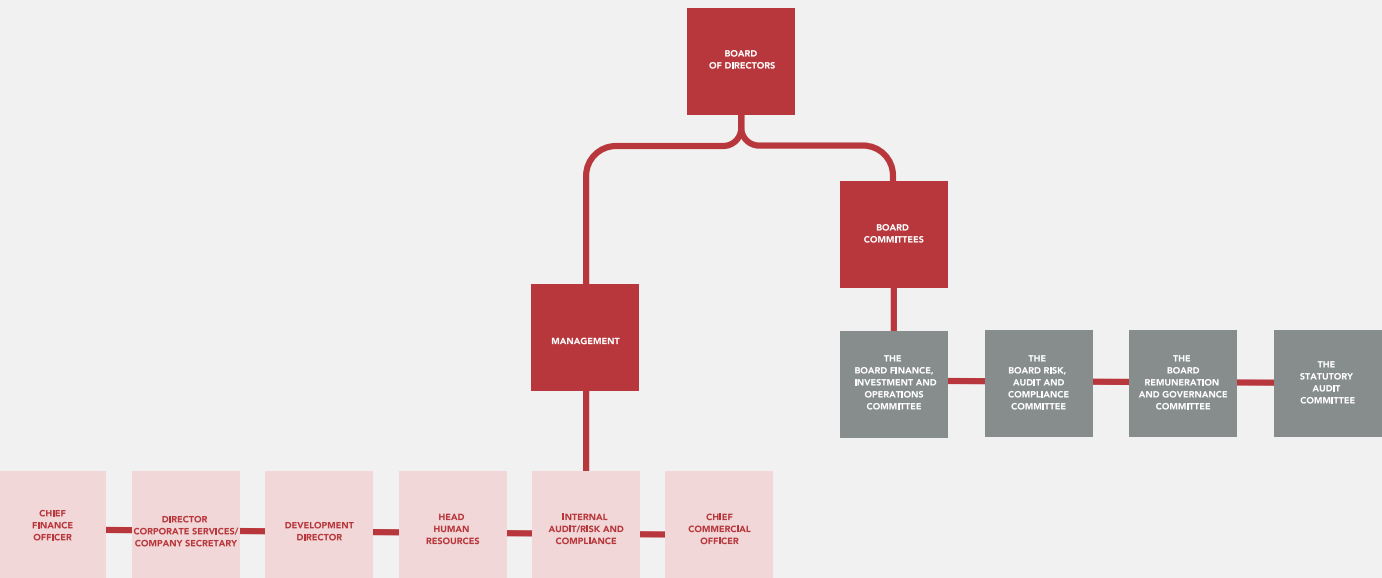 BOARD
OF DIRECTORS
BOARD
COMMITTEES
MANAGEMENT
THE
BOARD FINANCE,
INVESTMENT AND
OPERATIONS
COMMITTEE
THE
BOARD RISK,
AUDIT AND
COMPLIANCE
COMMITTEE
THE
BOARD
REMUNERATION
AND GOVERNANCE
COMMITTEE
THE
STATUTORY
AUDIT
COMMITTEE
CHIEF
FINANCE
OFFICER
DIRECTOR
CORPORATE SERVICES/
COMPANY SECRETARY
DEVELOPMENT
DIRECTOR
HEAD
HUMAN
RESOURCES
INTERNAL
AUDIT/RISK AND
COMPLIANCE
CHIEF
COMMERCIAL
OFFICER